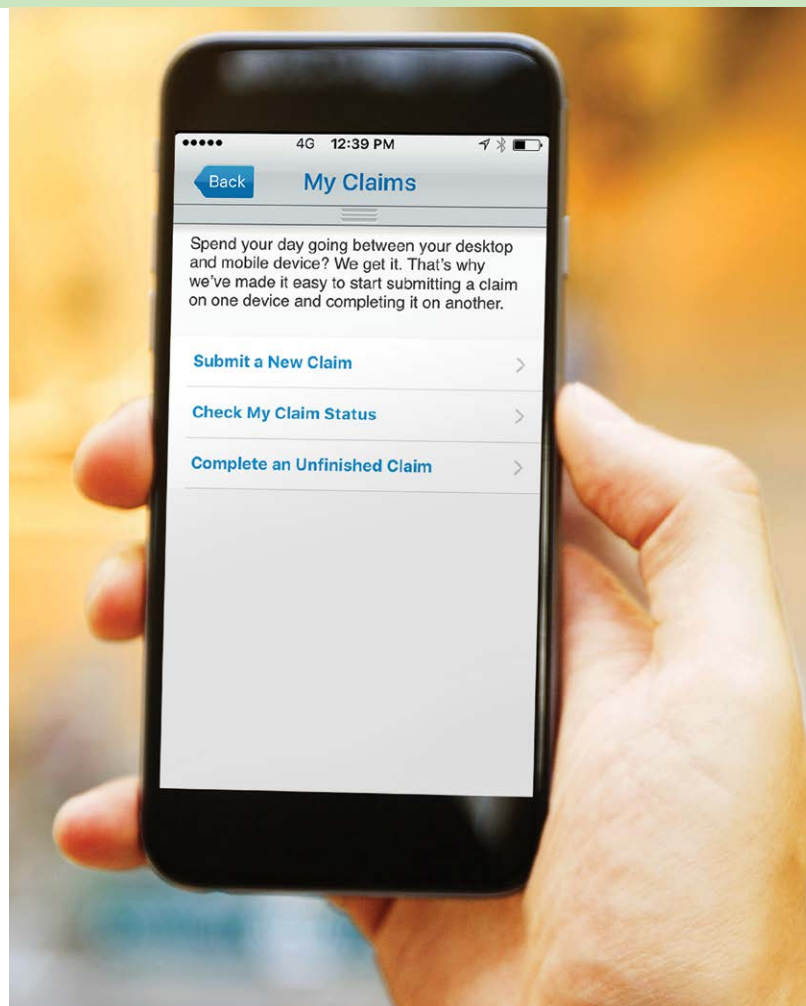 4G 12:39 PM
Back My Claims
Spend your day going between your desktop
and mobile device? We get it. That's why
we've made it easy to start submitting a claim
on one device and completing it on another.
Submit a New Claim
Check My Claim Status
Complete an Unfinished Claim